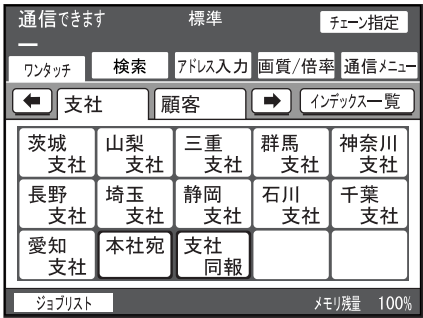 通信できます 標準 チェーン指定
ワンタッチ 検索 アドレス入力 画質/倍率 通信メニュー
支社 顧客 インデックス一覧
茨城 山梨 三重 群馬 神奈川
支社 支社 支社 支社 支社
長野 埼玉 静岡 石川 千葉
支社 支社 支社 支社 支社
愛知 本社宛 支社
支社 同報
ジョブリスト メモリ残量 100%